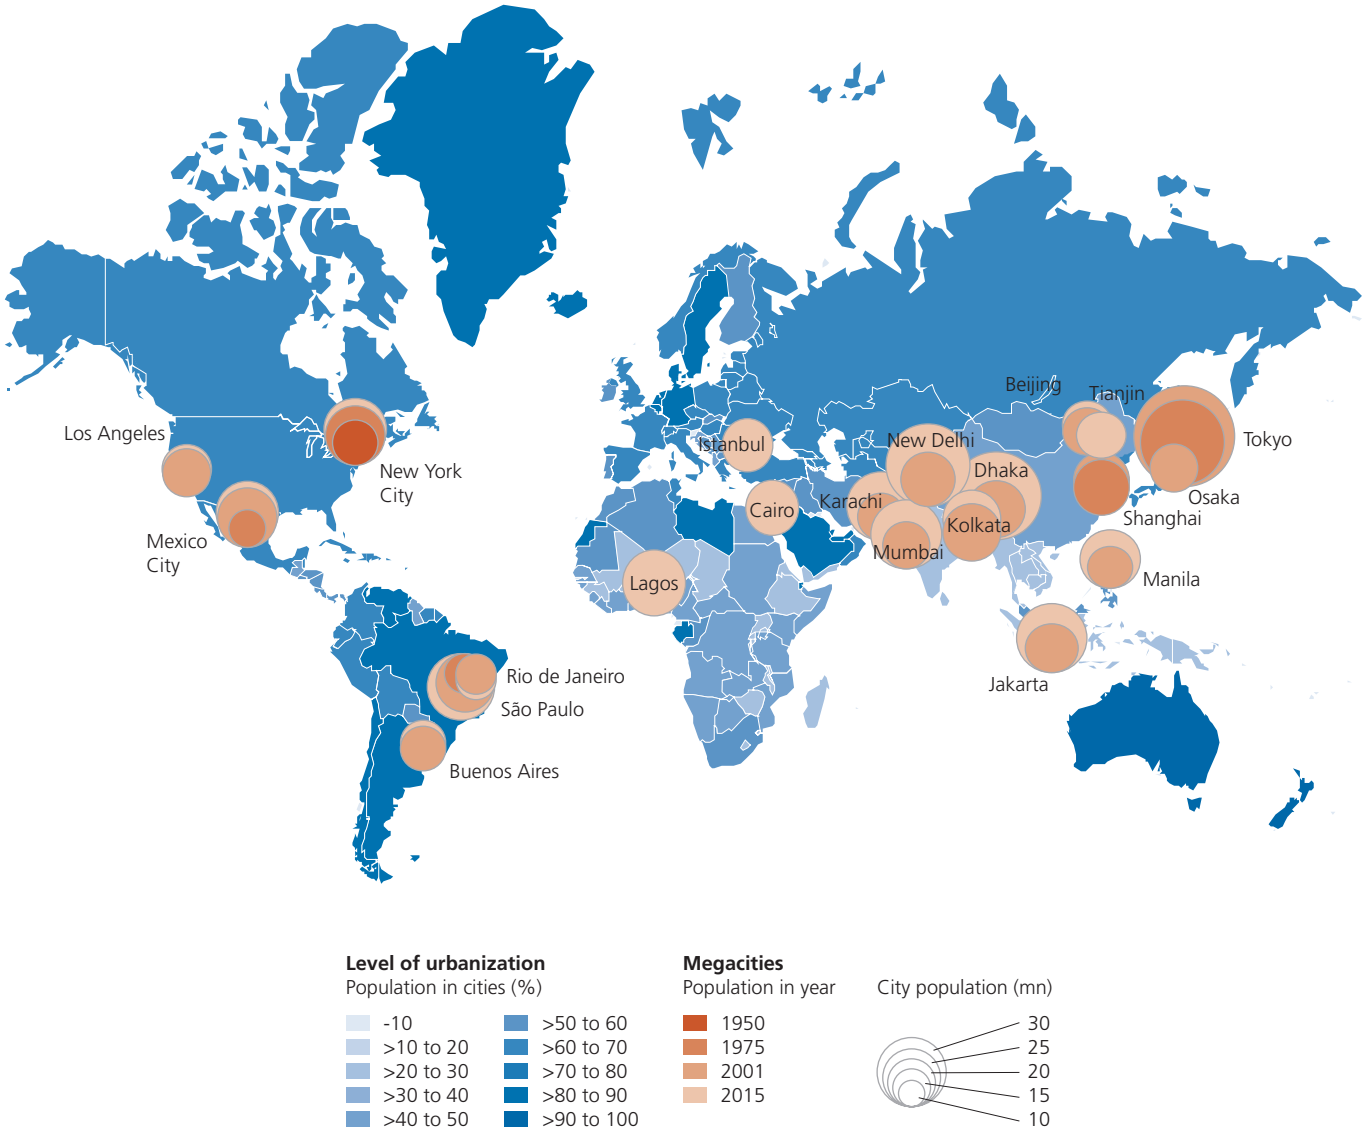 Beijing
Tianjin
Los Angeles
New York
City
Istanbul
New Delhi
Tokyo
Dhaka
Osaka
Karachi
Cairo
Kolkata
Shanghai
Mexico
City
Mumbai
Lagos
Manila
Rio de Janeiro
Jakarta
São Paulo
Buenos Aires
Level of urbanization
Population in cities (%)
-10
>10 to 20
>20 to 30
>30 to 40
>40 to 50
>50 to 60
>60 to 70
>70 to 80
>80 to 90
>90 to 100
Megacities
Population in year
1950
1975
2001
2015
City population (mn)
30
25
20
15
10